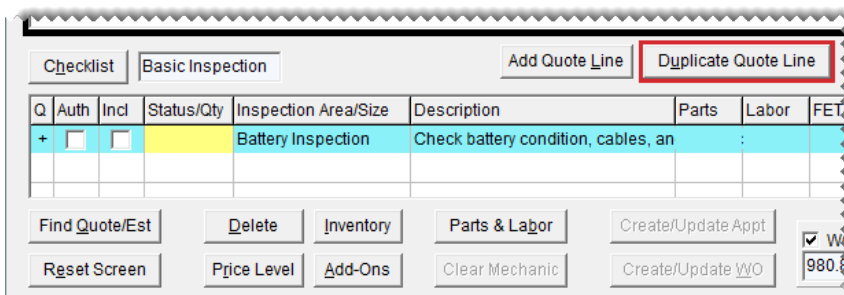 Checklist Basic Inspection Add Quote Line Duplicate Quote Line
Q Auth Incl Status/Qty Inspection Area/Size Description Parts Labor FET
+ Battery Inspection Check battery condition, cables, an :
Find Quote/Est Delete Inventory Parts & Labor Create/Update Appt
Reset Screen Price Level Add-Ons Clear Mechanic Create/Update WO 980.